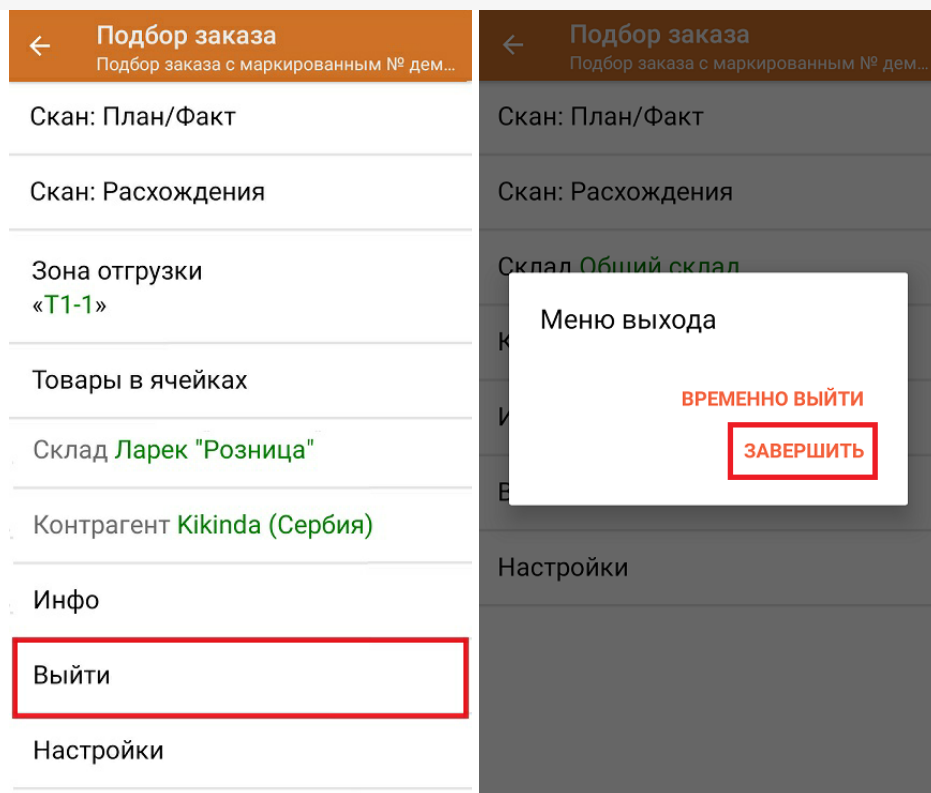 Подбор заказа
Подбор заказа с маркированным № дем...
Скан: План/Факт
Скан: Расхождения
Зона отгрузки
«Т1-1»
Товары в ячейках
Склад Ларек "Розница"
Контрагент Kikinda (Сербия)
Инфо
Выйти
Настройки
Подбор заказа
Подбор заказа с маркированным № дем...
Скан: План/Факт
Скан: Расхождения
Склад Общий склад
Меню выхода
ВРЕМЕННО ВЫЙТИ
ЗАВЕРШИТЬ
Настройки